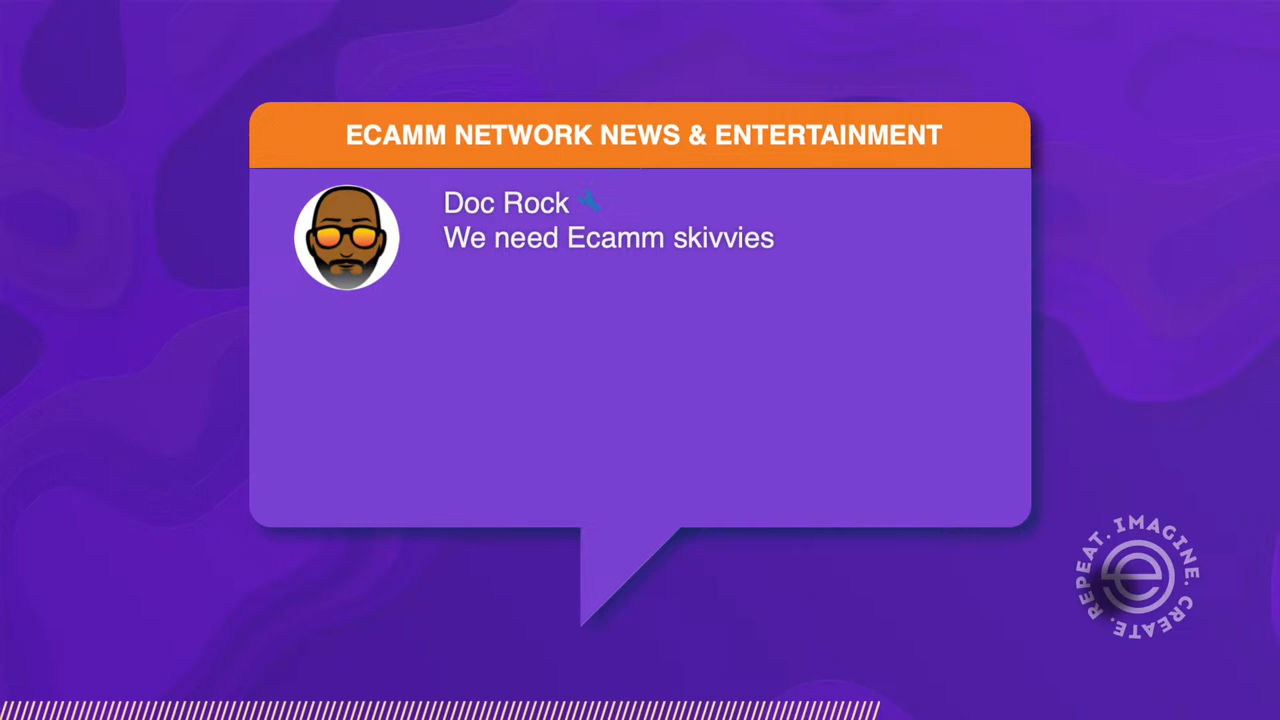 ECAMM NETWORK NEWS & ENTERTAINMENT
Doc Rock
We need Ecamm skivvies
IMAGINE. CREATE. REPEAT.
e